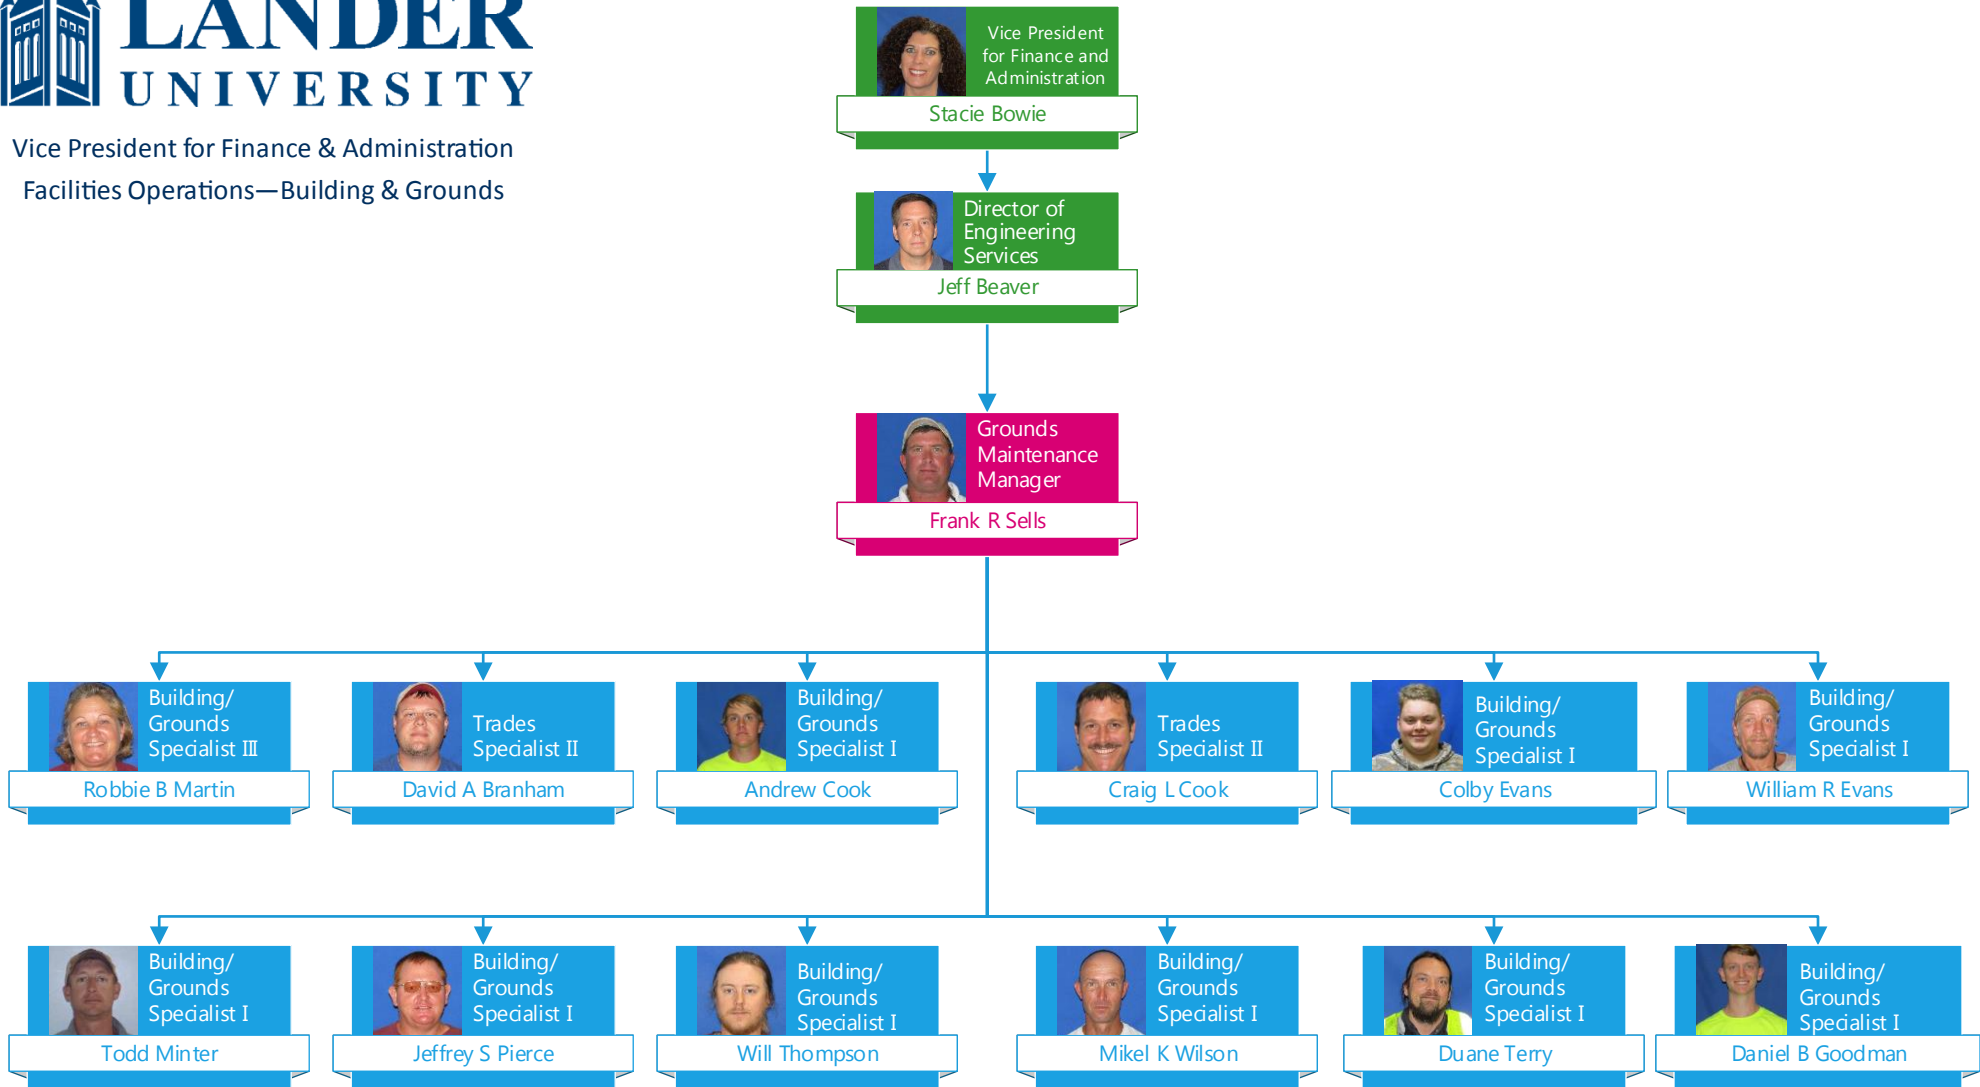 LANDER
UNIVERSITY
Vice President for Finance & Administration
Facilities Operations—Building & Grounds
Vice President
for Finance and
Administration
Stacie Bowie
Director of
Engineering
Services
Jeff Beaver
Grounds
Maintenance
Manager
Frank R Sells
Building/
Grounds
Specialist III
Robbie B Martin
Trades
Specialist II
David A Branham
Building/
Grounds
Specialist I
Andrew Cook
Trades
Specialist II
Craig L Cook
Building/
Grounds
Specialist I
Colby Evans
Building/
Grounds
Specialist I
William R Evans
Building/
Grounds
Specialist I
Todd Minter
Building/
Grounds
Specialist I
Jeffrey S Pierce
Building/
Grounds
Specialist I
Will Thompson
Building/
Grounds
Specialist I
Mikel K Wilson
Building/
Grounds
Specialist I
Duane Terry
Building/
Grounds
Specialist I
Daniel B Goodman